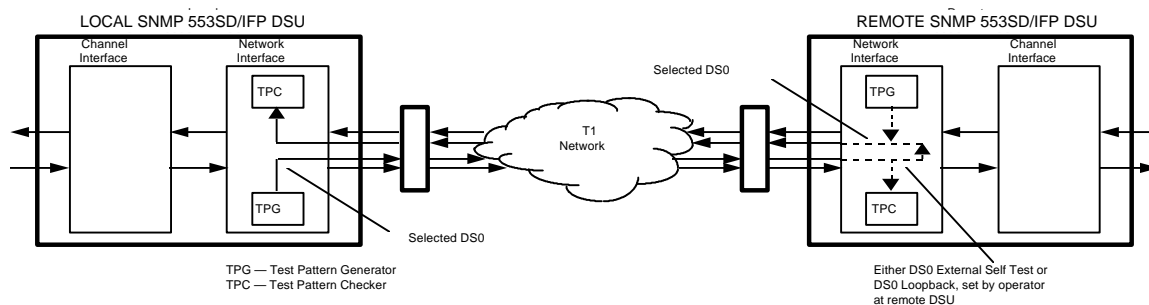 LOCAL SNMP 553SD/IFP DSU
REMOTE SNMP 553SD/IFP DSU
Channel
Interface
Network
Interface
TPC
TPG
Selected DS0
T1
Network
Selected DS0
Network
Interface
Channel
Interface
TPG
TPC
TPG — Test Pattern Generator
TPC — Test Pattern Checker
Either DS0 External Self Test or
DS0 Loopback, set by operator
at remote DSU